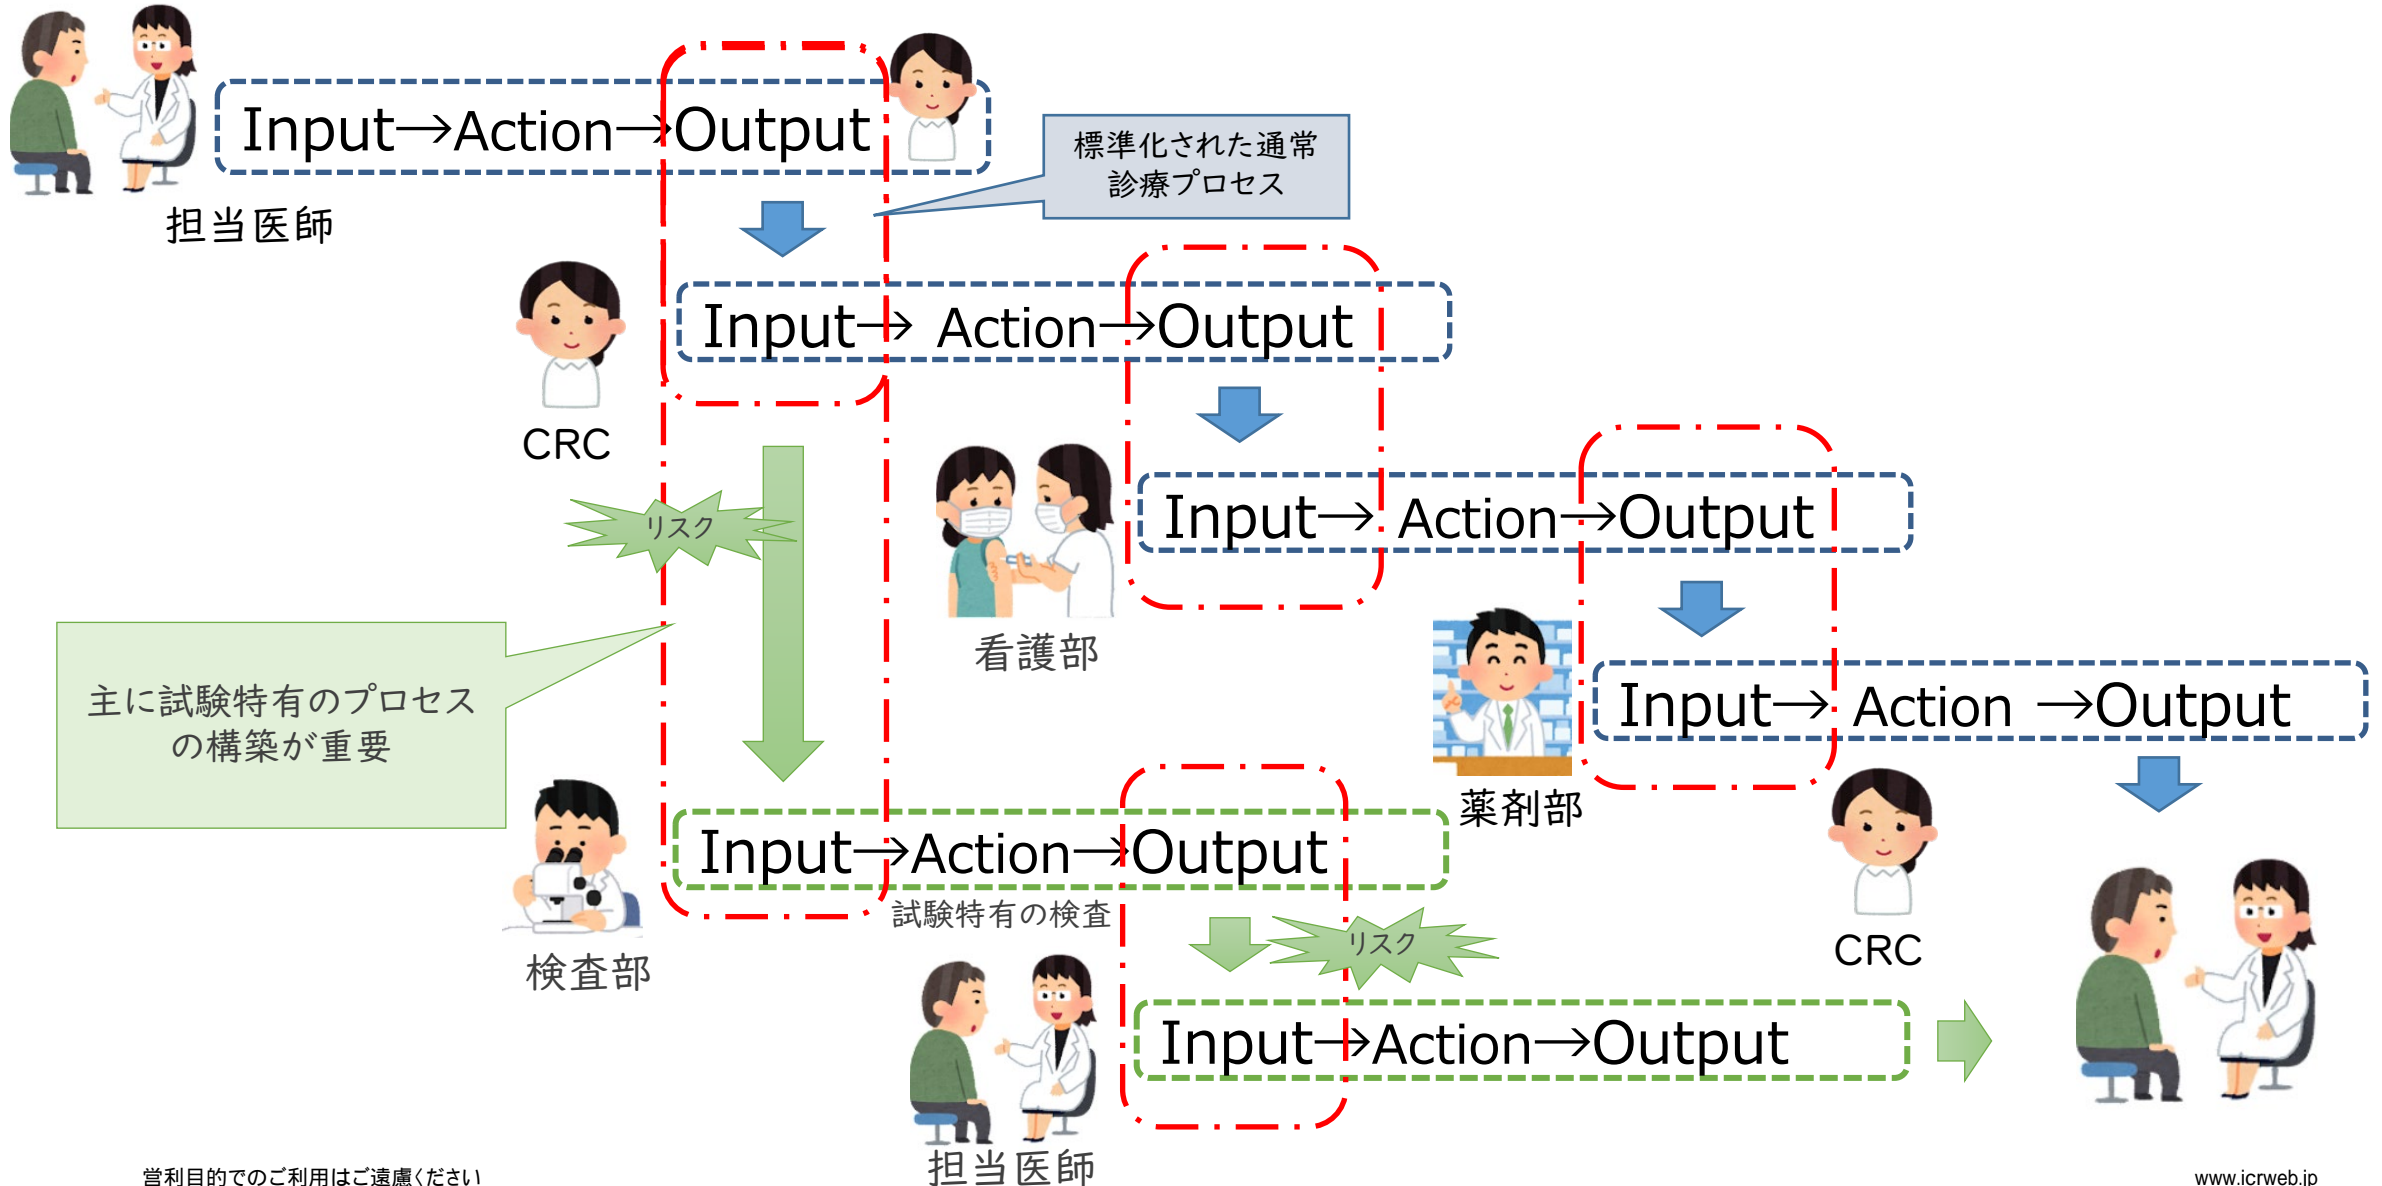 Input→Action→Output
標準化された通常
診療プロセス
担当医師
Input→ Action→Output
CRC
Input→ Action→Output
リスク
看護部
主に試験特有のプロセス
の構築が重要
Input→ Action →Output
薬剤部
Input→Action→Output
試験特有の検査
検査部
リスク
CRC
Input→Action→Output
担当医師
営利目的でのご利用はご遠慮ください
www.icrweb.jp